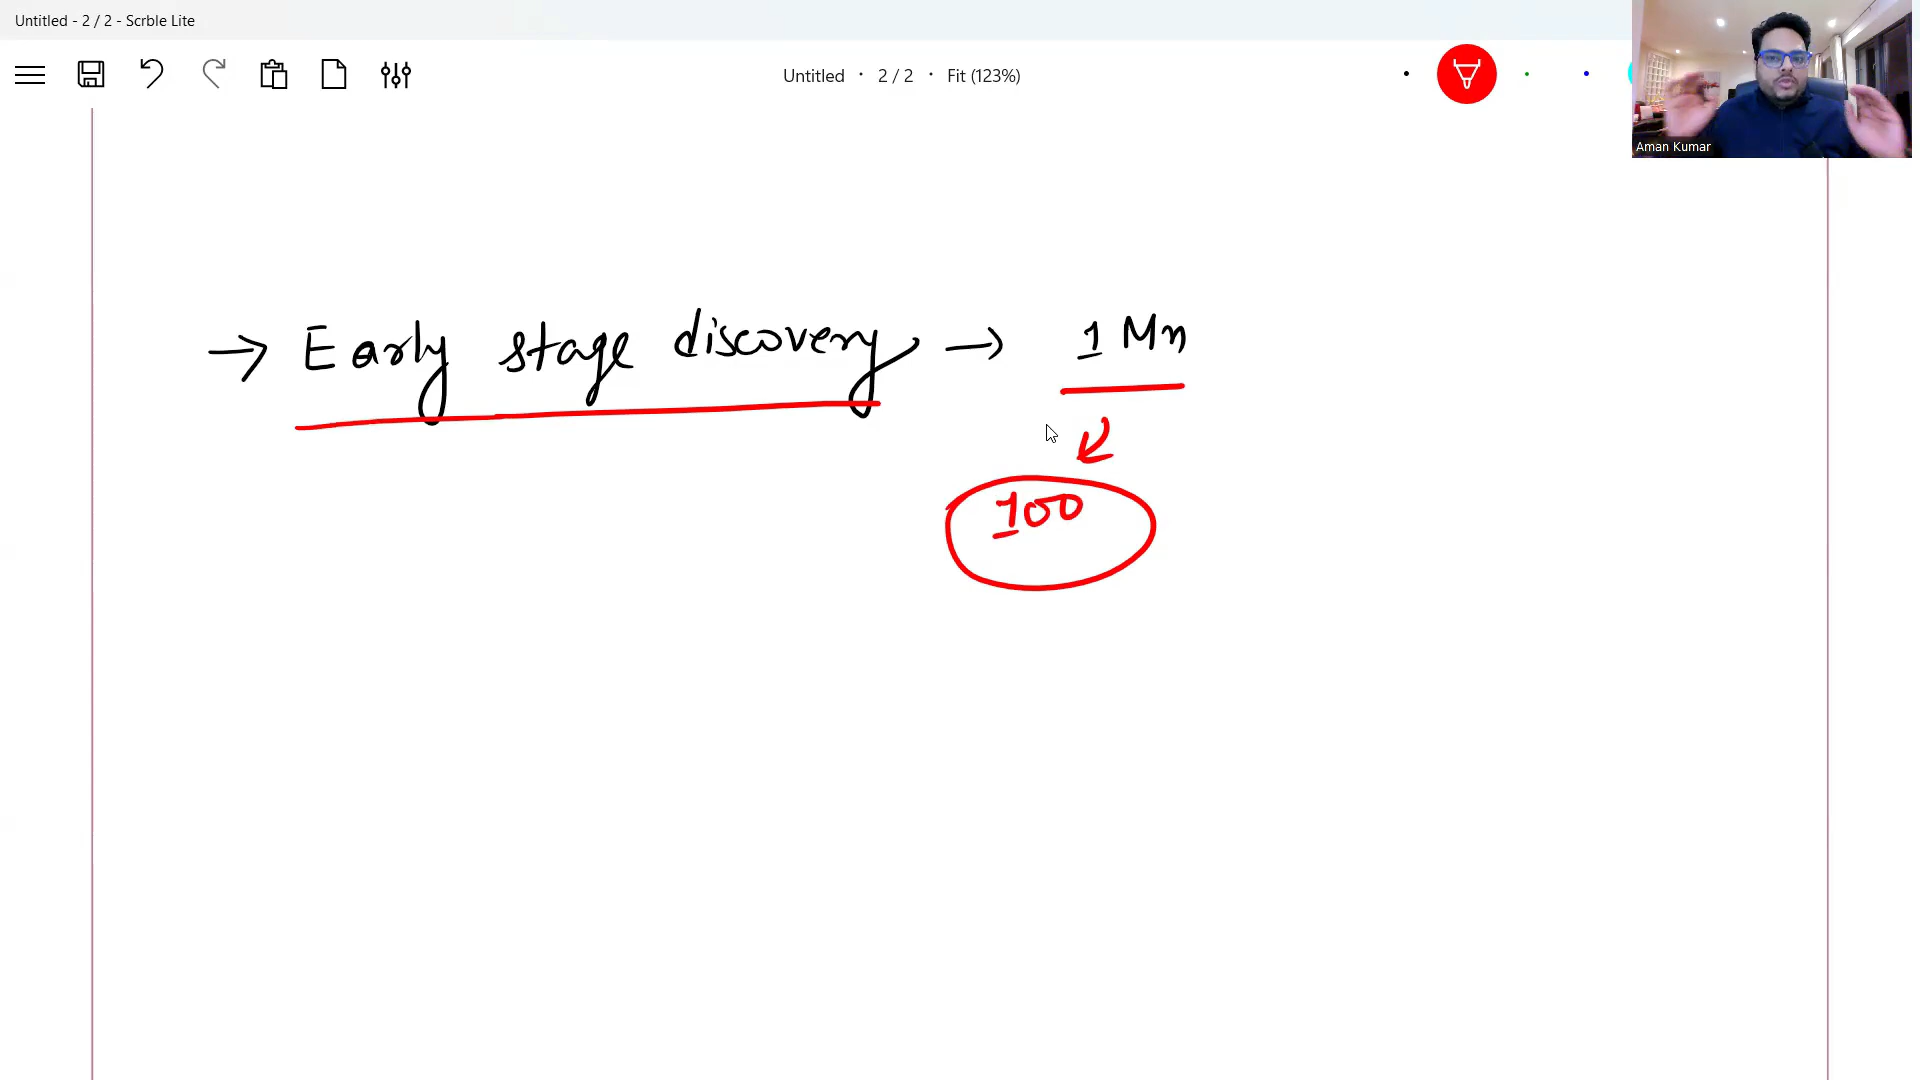 Untitled - 2 / 2 - Scrble Lite
Untitled · 2 / 2 · Fit (123%)
Aman Kumar
→ Early stage discovery → 1 Mn
100